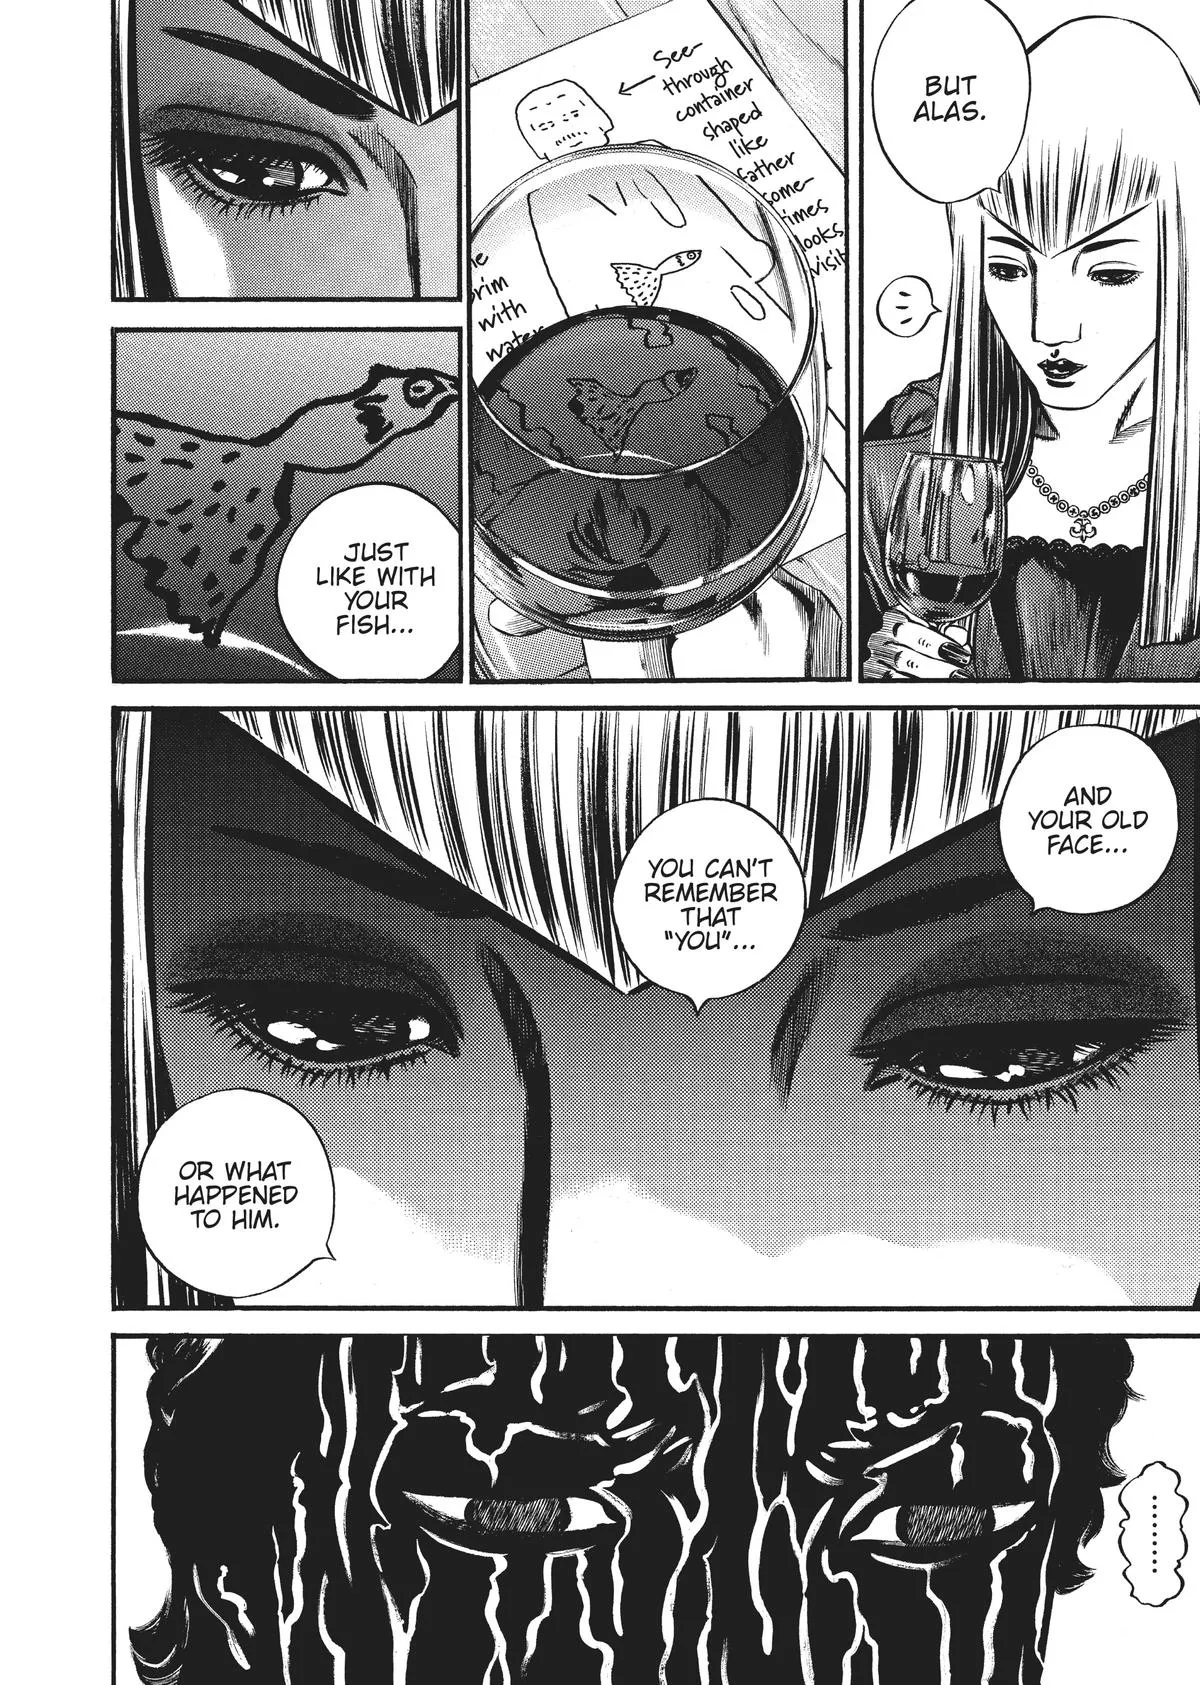 BUT
ALAS.
See-
through
container
shaped
like
father
some-
times
looks
visi
brim
with
water
JUST
LIKE WITH
YOUR
FISH...
AND
YOUR OLD
FACE...
YOU CAN'T
REMEMBER
THAT
"YOU"...
OR WHAT
HAPPENED
TO HIM.
.........